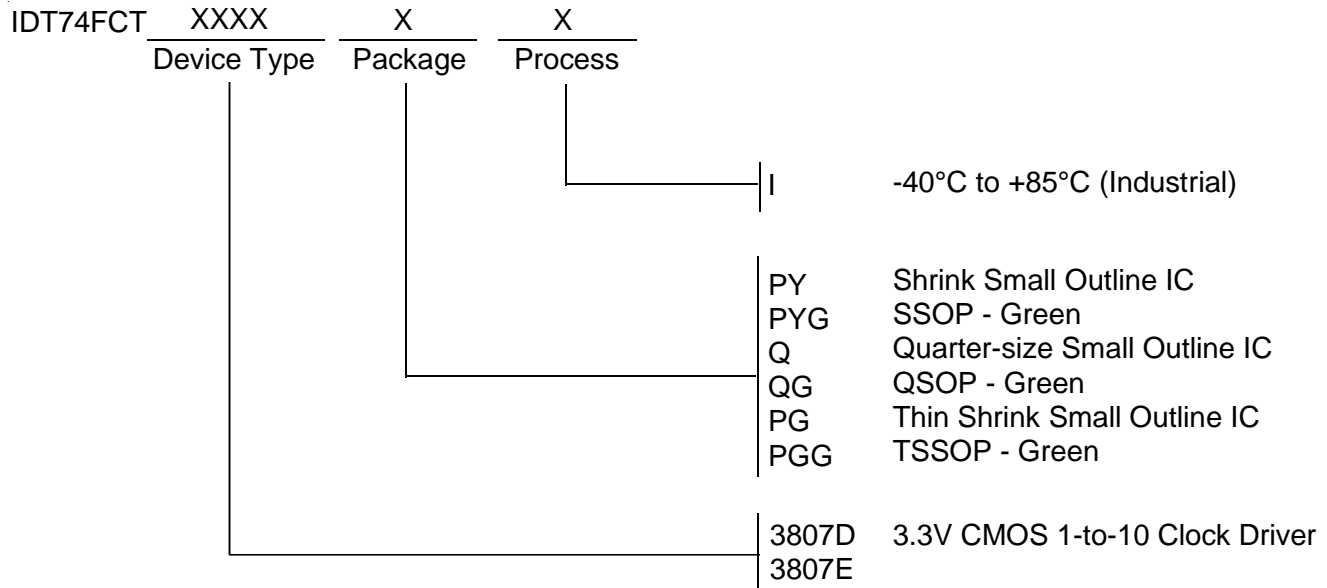 IDT74FCT XXXX X X
Device Type Package Process
I -40°C to +85°C (Industrial)
PY Shrink Small Outline IC
PYG SSOP - Green
Q Quarter-size Small Outline IC
QG QSOP - Green
PG Thin Shrink Small Outline IC
PGG TSSOP - Green
3807D 3.3V CMOS 1-to-10 Clock Driver
3807E